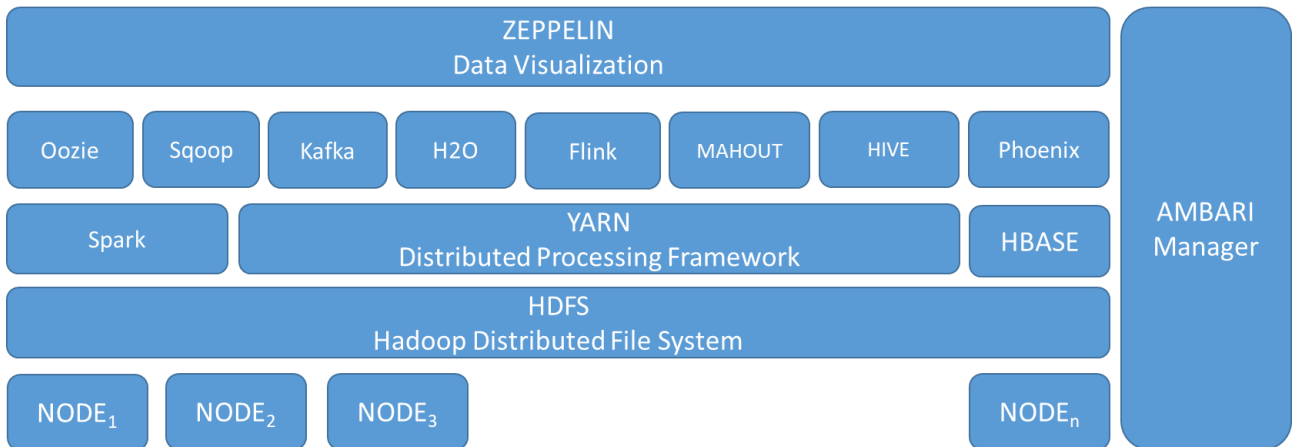 ZEPPELIN
Data Visualization
Oozie
Sqoop
Kafka
H2O
Flink
MAHOUT
HIVE
Phoenix
Spark
YARN
Distributed Processing Framework
HBASE
AMBARI
Manager
HDFS
Hadoop Distributed File System
NODE₁
NODE₂
NODE₃
NODEₙ